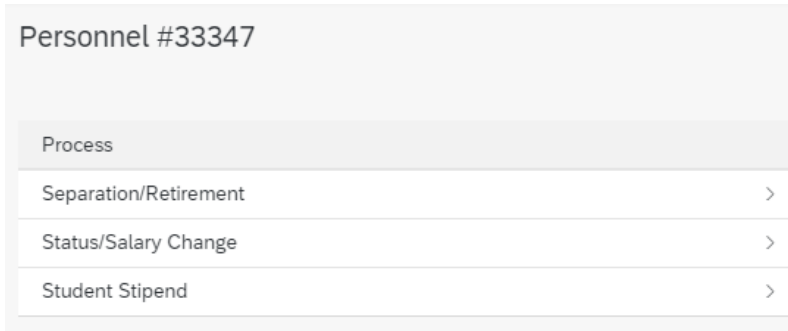 Personnel #33347
Process
Separation/Retirement
Status/Salary Change
Student Stipend